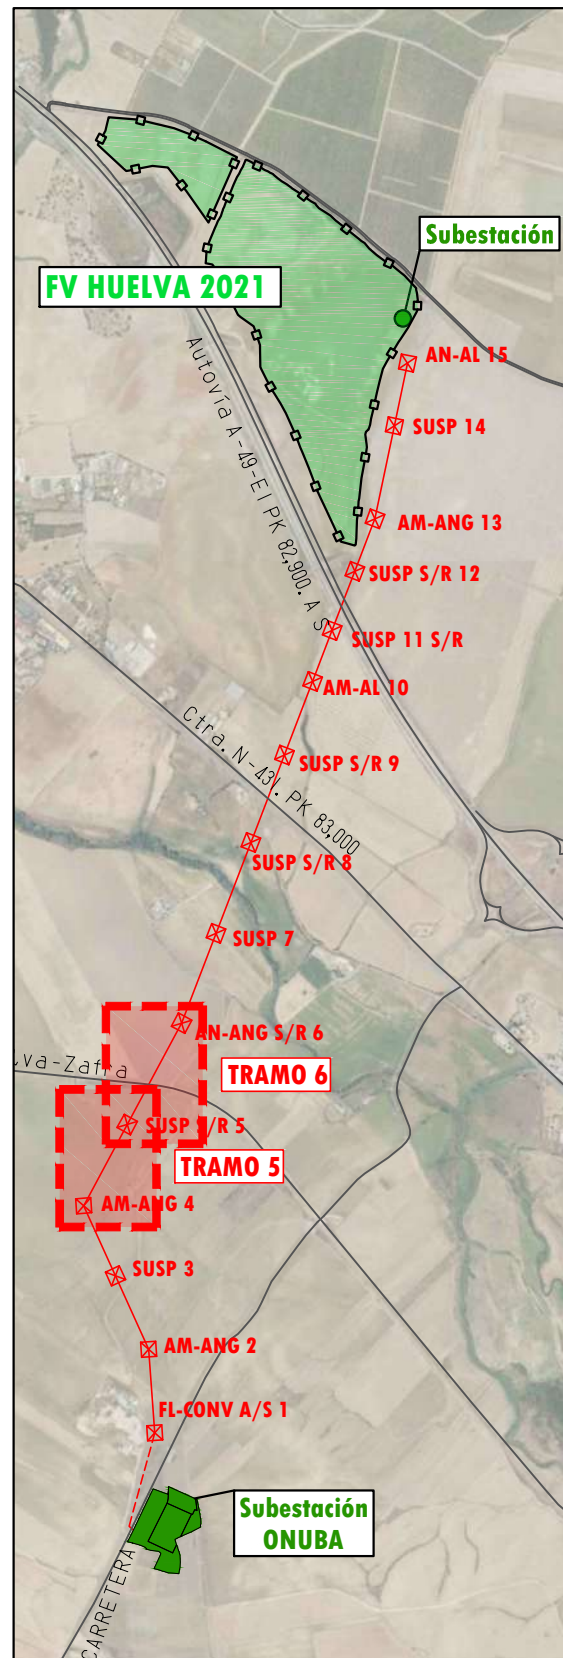 Subestación
FV HUELVA 2021
AN-AL 15
Autovía A-49-El PK 82,900. A S
SUSP 14
AM-ANG 13
SUSP S/R 12
SUSP 11 S/R
AM-AL 10
Ctra. N-431. PK 83,000
SUSP S/R 9
SUSP S/R 8
SUSP 7
AN-ANG S/R 6
lva-Zafra
TRAMO 6
SUSP S/R 5
TRAMO 5
AM-ANG 4
SUSP 3
AM-ANG 2
FL-CONV A/S 1
Subestación
ONUBA
CARRETERA